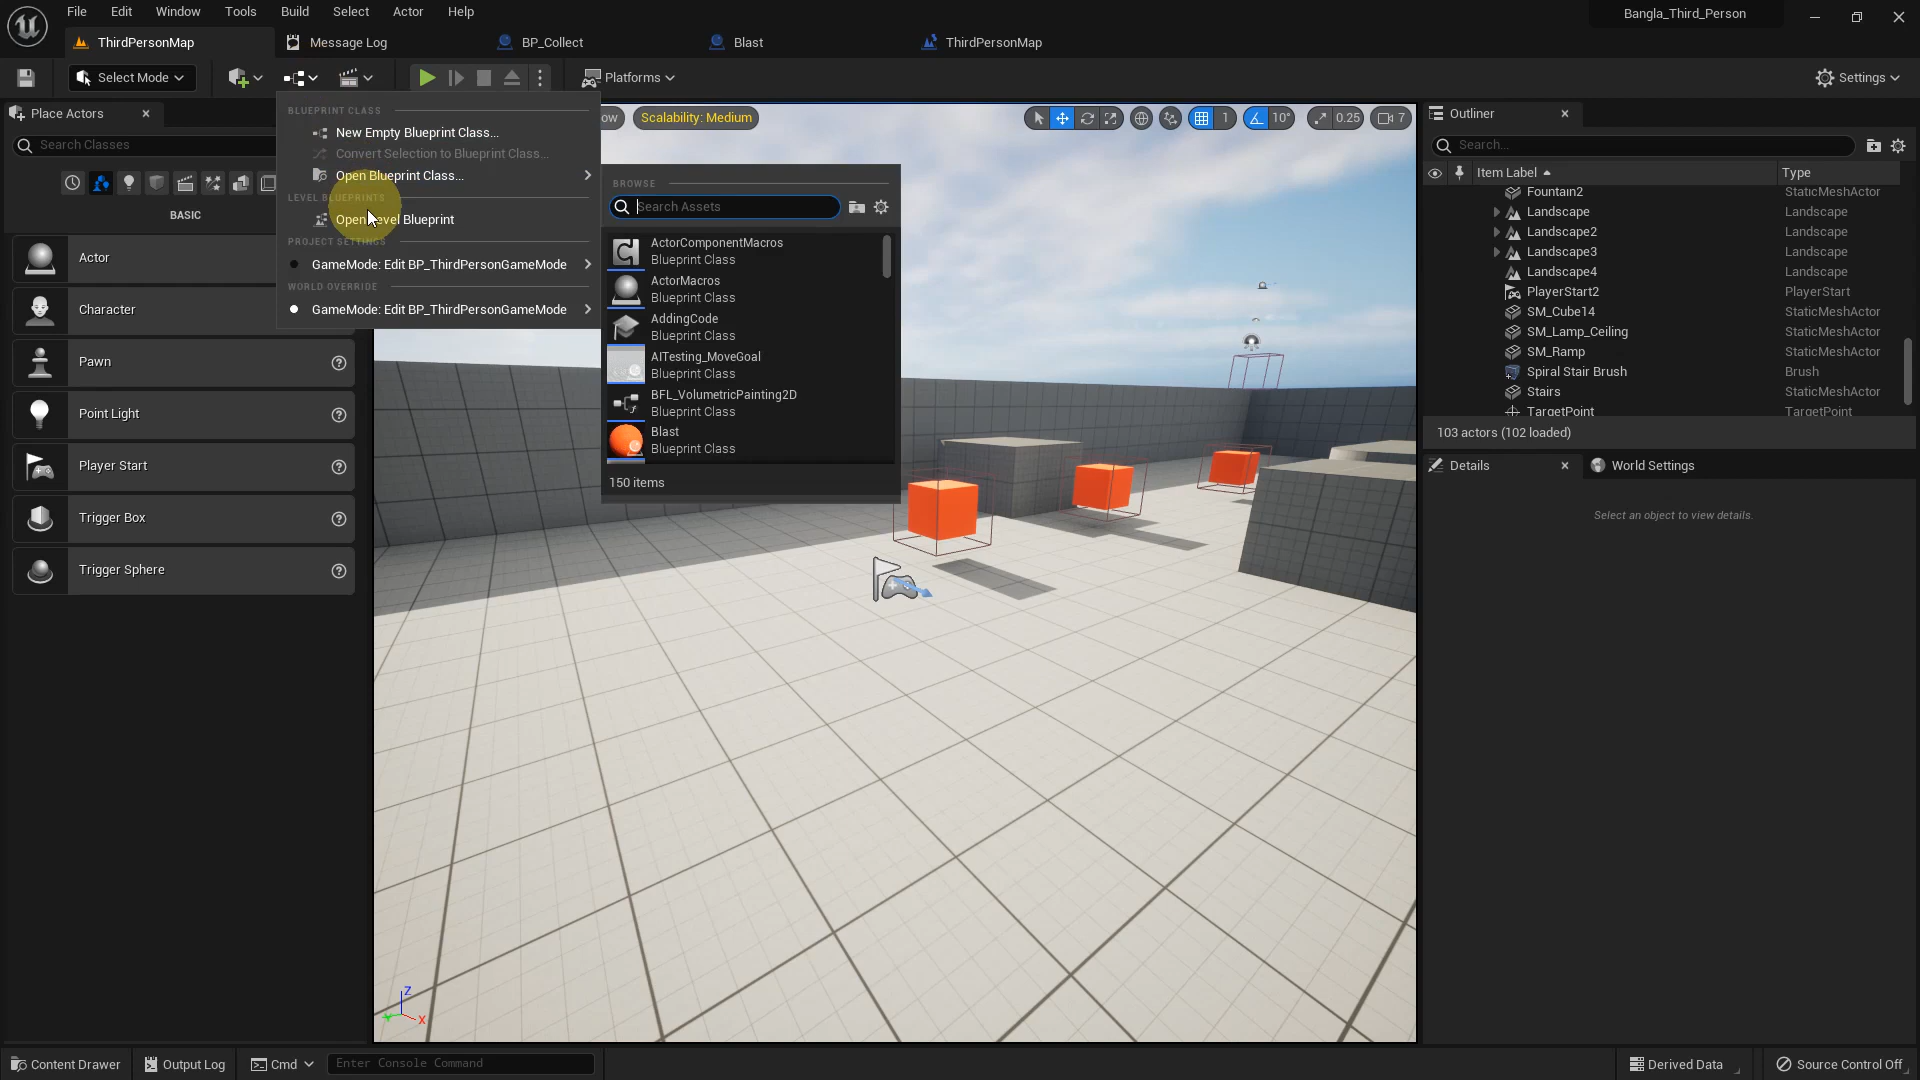 File Edit Window Tools Build Select Actor Help
Bangla_Third_Person
ThirdPersonMap
Message Log
BP_Collect
Blast
ThirdPersonMap
Select Mode
Platforms
Settings
Place Actors
Search Classes
BASIC
Actor
Character
Pawn
Point Light
Player Start
Trigger Box
Trigger Sphere
BLUEPRINT CLASS
New Empty Blueprint Class...
Convert Selection to Blueprint Class...
Open Blueprint Class...
LEVEL BLUEPRINTS
Open Level Blueprint
PROJECT SETTINGS
GameMode: Edit BP_ThirdPersonGameMode
WORLD OVERRIDE
GameMode: Edit BP_ThirdPersonGameMode
ow
Scalability: Medium
1
10°
0.25
7
BROWSE
Search Assets
ActorComponentMacros
Blueprint Class
ActorMacros
Blueprint Class
AddingCode
Blueprint Class
AITesting_MoveGoal
Blueprint Class
BFL_VolumetricPainting2D
Blueprint Class
Blast
Blueprint Class
150 items
Z
X
Outliner
Search...
Item Label Type
Fountain2 StaticMeshActor
Landscape Landscape
Landscape2 Landscape
Landscape3 Landscape
Landscape4 Landscape
PlayerStart2 PlayerStart
SM_Cube14 StaticMeshActor
SM_Lamp_Ceiling StaticMeshActor
SM_Ramp StaticMeshActor
Spiral Stair Brush Brush
Stairs StaticMeshActor
TargetPoint TargetPoint
103 actors (102 loaded)
Details
World Settings
Select an object to view details.
Content Drawer
Output Log
Cmd
Enter Console Command
Derived Data
Source Control Off